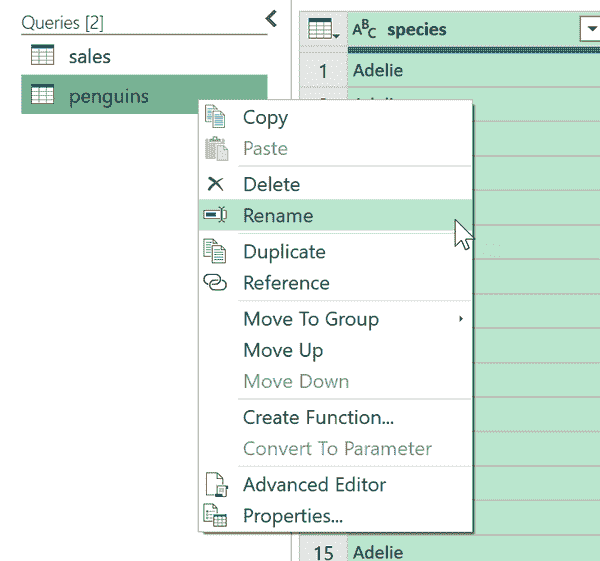 Queries [2]
sales
penguins
Copy
Paste
Delete
Rename
Duplicate
Reference
Move To Group
Move Up
Move Down
Create Function...
Convert To Parameter
Advanced Editor
Properties...
ABC species
1 Adelie
15 Adelie